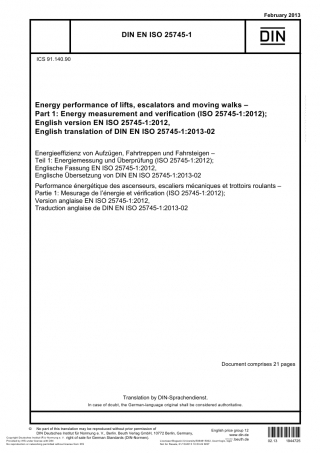 February 2013
DIN EN ISO 25745-1
DIN
ICS 91.140.90
Energy performance of lifts, escalators and moving walks –
Part 1: Energy measurement and verification (ISO 25745-1:2012);
English version EN ISO 25745-1:2012,
English translation of DIN EN ISO 25745-1:2013-02
Energieeffizienz von Aufzügen, Fahrtreppen und Fahrsteigen –
Teil 1: Energiemessung und Überprüfung (ISO 25745-1:2012);
Englische Fassung EN ISO 25745-1:2012,
Englische Übersetzung von DIN EN ISO 25745-1:2013-02
Performance énergétique des ascenseurs, escaliers mécaniques et trottoirs roulants –
Partie 1: Mesurage de l'énergie et vérification (ISO 25745-1:2012);
Version anglaise EN ISO 25745-1:2012,
Traduction anglaise de DIN EN ISO 25745-1:2013-02
Document comprises 21 pages
Translation by DIN-Sprachendienst.
In case of doubt, the German-language original shall be considered authoritative.
No part of this translation may be reproduced without prior permission of
DIN Deutsches Institut für Normung e. V., Berlin. Beuth Verlag GmbH, 10772 Berlin, Germany,
right of sale for German Standards (DIN-Normen).
English price group 13
www.din.de
www.beuth.de
02.13